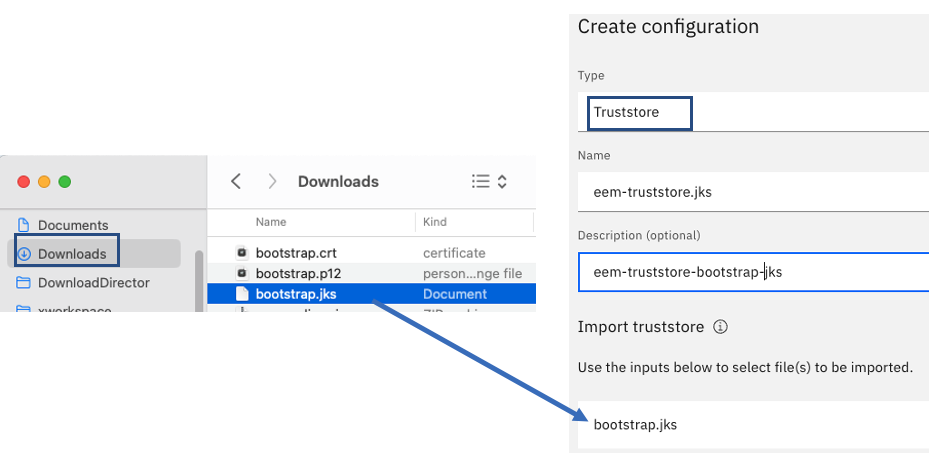 Create configuration
Type
Truststore
Name
eem-truststore.jks
Description (optional)
eem-truststore-bootstrap-jks
Import truststore
Use the inputs below to select file(s) to be imported.
bootstrap.jks
Downloads
Documents
Downloads
DownloadDirector
xworkspace
Name Kind
bootstrap.crt certificate
bootstrap.p12 person...nge file
bootstrap.jks Document